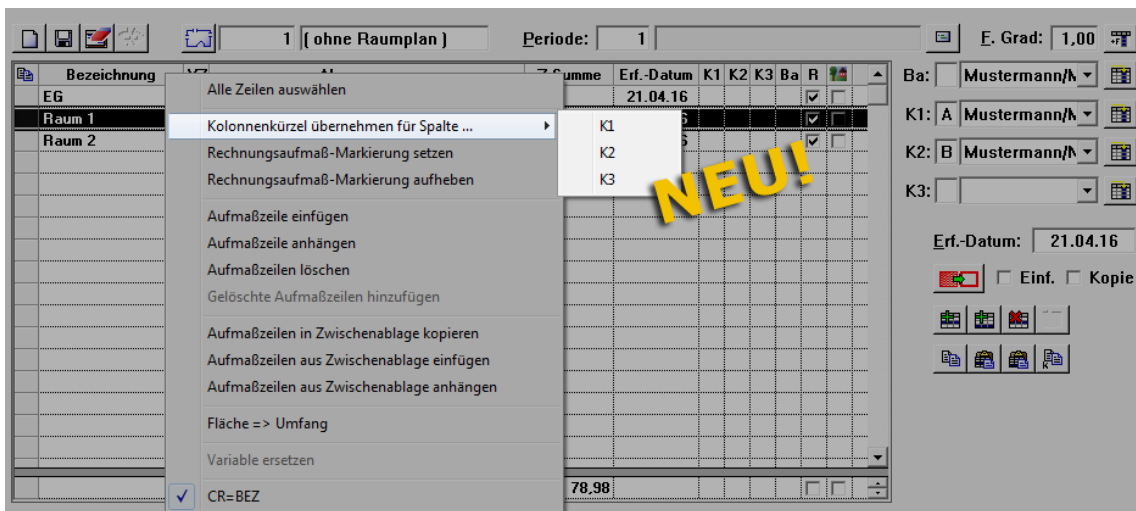 1 ( ohne Raumplan ) Periode: 1 F. Grad: 1,00
Bezeichnung Erf.-Datum K1 K2 K3 Ba R
EG 21.04.16
Raum 1
Raum 2
Alle Zeilen auswählen
Kolonnenkürzel übernehmen für Spalte ...
Rechnungsaufmaß-Markierung setzen
Rechnungsaufmaß-Markierung aufheben
Aufmaßzeile einfügen
Aufmaßzeile anhängen
Aufmaßzeilen löschen
Gelöschte Aufmaßzeilen hinzufügen
Aufmaßzeilen in Zwischenablage kopieren
Aufmaßzeilen aus Zwischenablage einfügen
Aufmaßzeilen aus Zwischenablage anhängen
Fläche => Umfang
Variable ersetzen
CR=BEZ
K1
K2
K3
NEU!
78,98
Ba: Mustermann/
K1: A Mustermann/
K2: B Mustermann/
K3:
Erf.-Datum: 21.04.16
Einf. Kopie